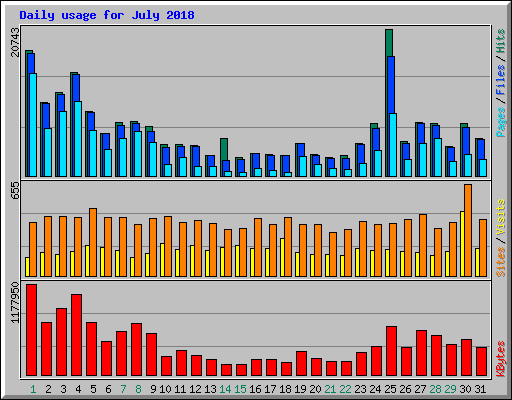 Daily usage for July 2018
20743
Pages / Files / Hits
655
Sites / Visits
1177950
KBytes
1 2 3 4 5 6 7 8 9 10 11 12 13 14 15 16 17 18 19 20 21 22 23 24 25 26 27 28 29 30 31